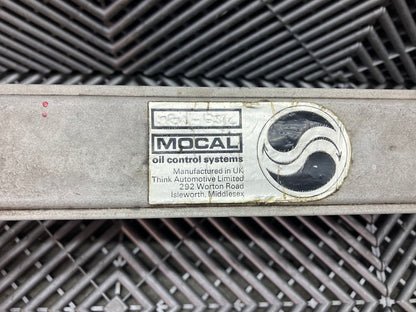 MOCAL
oil control systems
Manufactured in UK
Think Automotive Limited
292 Worton Road
Isleworth, Middlesex